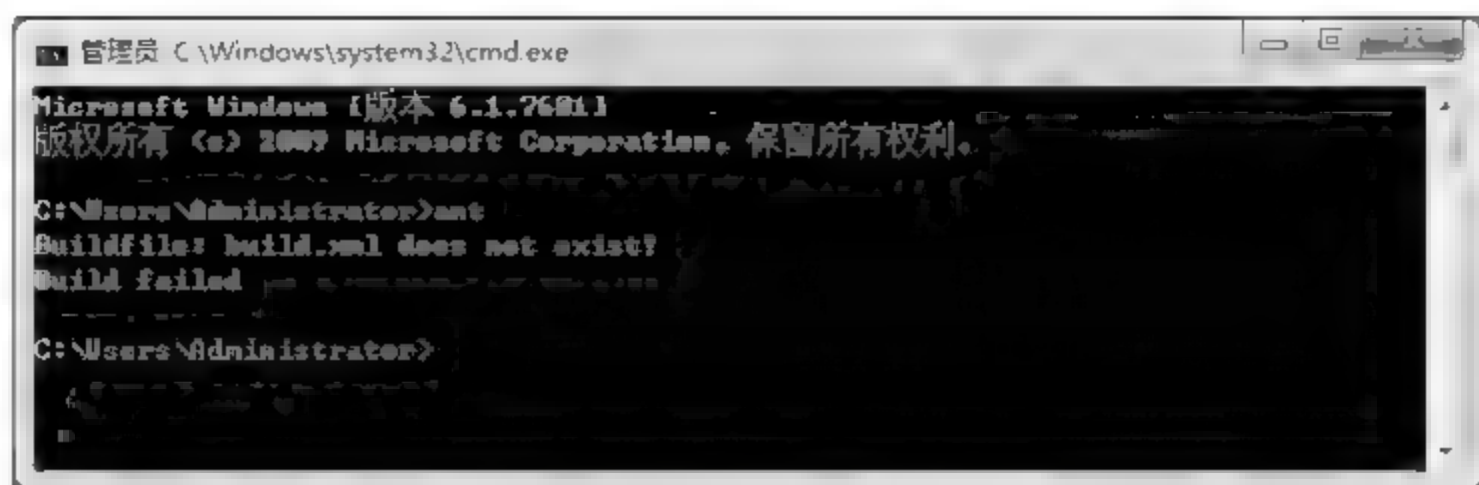 管理员 C:\Windows\system32\cmd.exe
Microsoft Windows [版本 6.1.7601]
版权所有 (c) 2009 Microsoft Corporation。保留所有权利。
C:\Users\Administrator>ant
Buildfile: build.xml does not exist!
Build failed
C:\Users\Administrator>